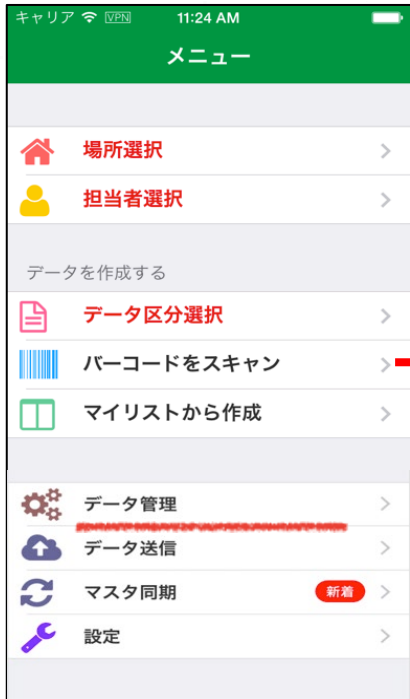 キャリア VPN 11:24 AM
メニュー
場所選択
担当者選択
データを作成する
データ区分選択
バーコードをスキャン
マイリストから作成
データ管理
データ送信
マスタ同期 新着
設定